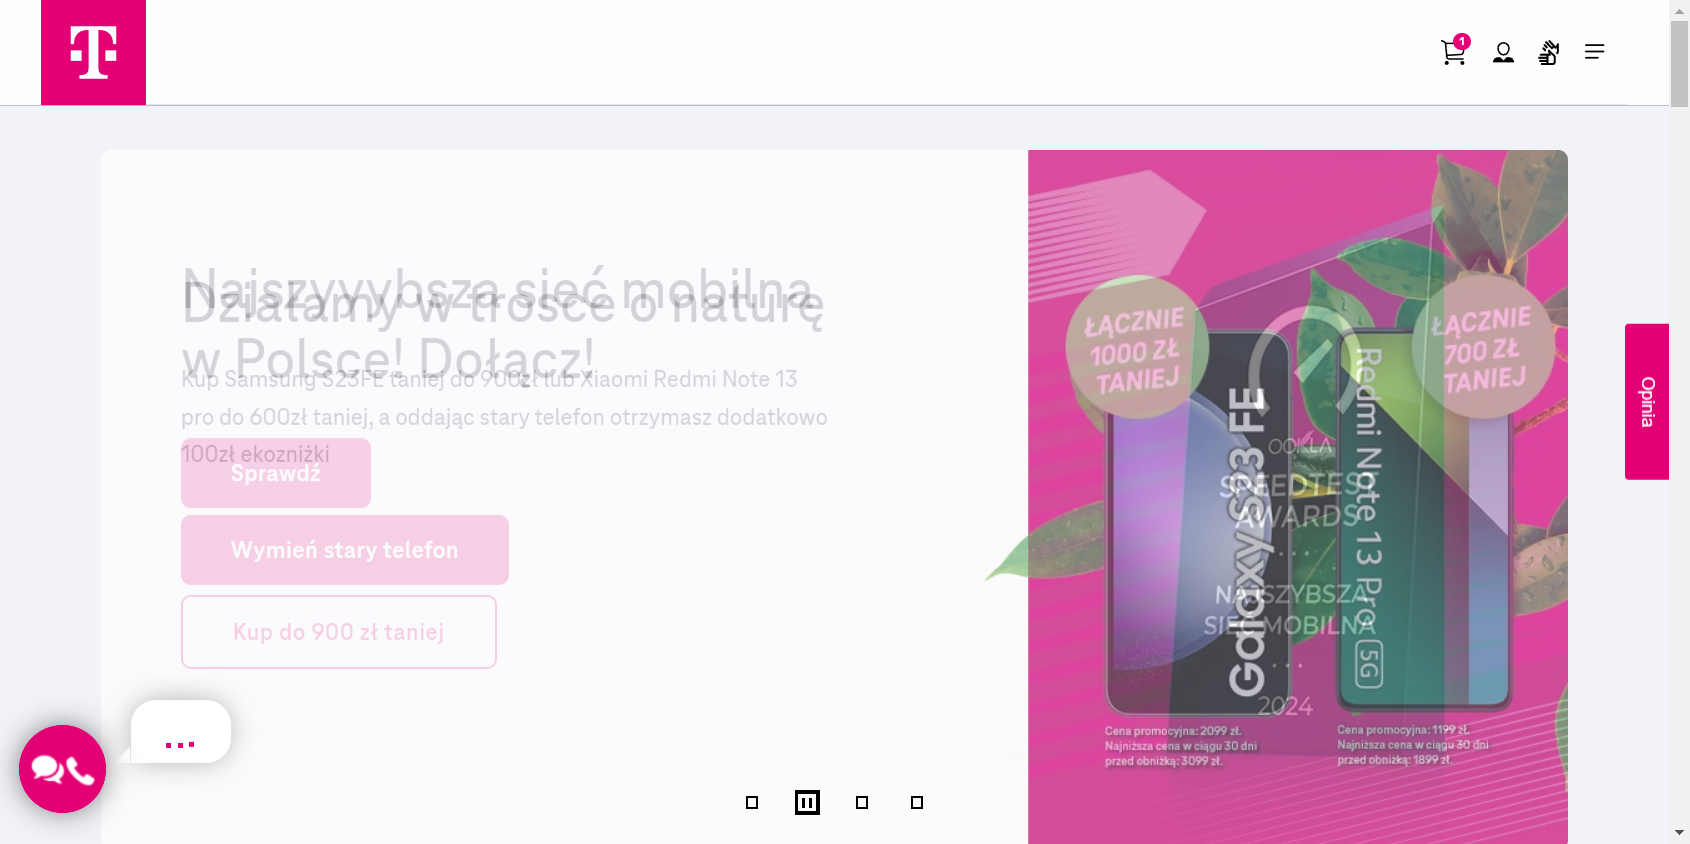 1
Najszyyybsza sieć mobilna
Działamy w trosce o naturę
w Polsce! Dołącz!
Kup Samsung S23FE taniej do 900zł lub Xiaomi Redmi Note 13
pro do 600zł taniej, a oddając stary telefon otrzymasz dodatkowo
100zł ekozniżki
Sprawdź
Wymień stary telefon
Kup do 900 zł taniej
...
ŁĄCZNIE
1000 ZŁ
TANIEJ
ŁĄCZNIE
700 ZŁ
TANIEJ
Galaxy S23 FE
Redmi Note 13 Pro 5G
OOKLA
SPEEDTEST
AWARDS
...
NAJSZYBSZA
SIEĆ MOBILNA
...
2024
Cena promocyjna: 2099 zł.
Najniższa cena w ciągu 30 dni
przed obniżką: 3099 zł.
Cena promocyjna: 1199 zł.
Najniższa cena w ciągu 30 dni
przed obniżką: 1899 zł.
Opinia